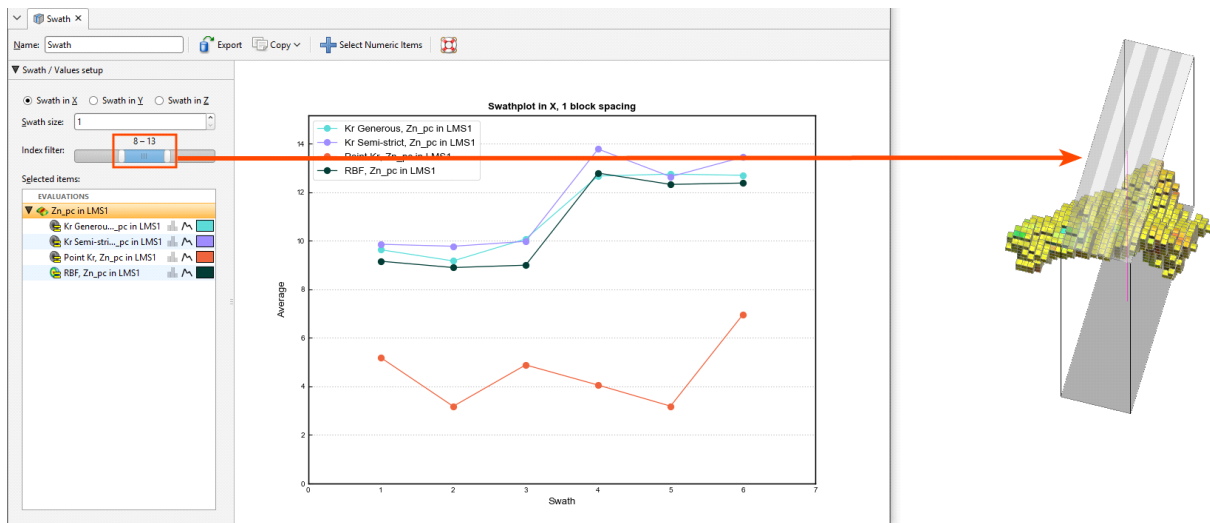 Swath
Name: Swath Export Copy Select Numeric Items
Swath / Values setup
Swath in X Swath in Y Swath in Z
Swath size: 1
8 – 13
Index filter:
Selected items:
EVALUATIONS
Zn_pc in LMS1
Kr Generou..._pc in LMS1
Kr Semi-stri..._pc in LMS1
Point Kr, Zn_pc in LMS1
RBF, Zn_pc in LMS1
Swathplot in X, 1 block spacing
Kr Generous, Zn_pc in LMS1
Kr Semi-strict, Zn_pc in LMS1
Point Kr, Zn_pc in LMS1
RBF, Zn_pc in LMS1
14
12
10
8
6
4
2
0
Average
0 1 2 3 4 5 6 7
Swath